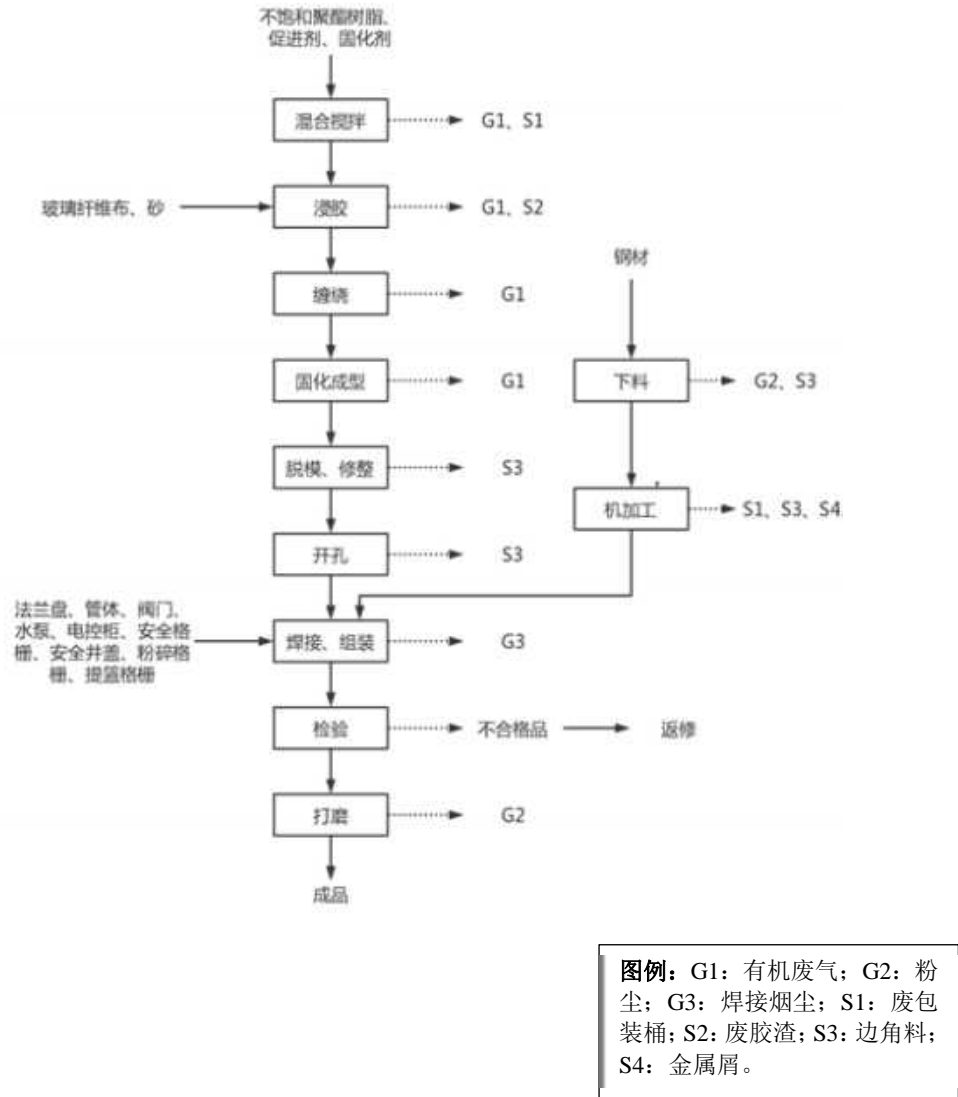 不饱和聚酯树脂、
促进剂、固化剂
混合搅拌
G1、S1
玻璃纤维布、砂
浸胶
G1、S2
钢材
缠绕
G1
固化成型
G1
下料
G2、S3
脱模、修整
S3
机加工
S1、S3、S4
开孔
S3
法兰盘、管体、阀门、
水泵、电控柜、安全格
栅、安全井盖、粉碎格
栅、提篮格栅
焊接、组装
G3
检验
不合格品
返修
打磨
G2
成品
图例：G1：有机废气；G2：粉
尘；G3：焊接烟尘；S1：废包
装桶；S2：废胶渣；S3：边角料；
S4：金属屑。